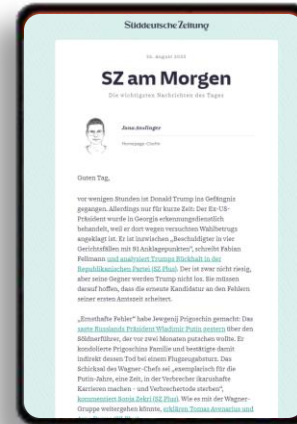 Süddeutsche Zeitung
SZ am Morgen
Die wichtigsten Nachrichten des Tages
Homepage-Chefin
Guten Tag,
vor wenigen Stunden ist Donald Trump ins Gefängnis
gegangen. Allerdings nur für kurze Zeit: Der Ex-US-
Präsident wurde in Georgia erkennungsdienstlich
behandelt, weil er dort wegen versuchten Wahlbetrugs
angeklagt ist. Er ist inzwischen „Beschuldigter in vier
Gerichtsfällen mit 91 Anklagepunkten“, schreibt Fabian
Fellmann und analysiert Trumps Rückhalt in der
Republikanischen Partei (SZ Plus). Der ist zwar nicht riesig,
aber seine Gegner werden Trump nicht los. Sie müssen
darauf hoffen, dass die erneute Kandidatur an den Fehlern
seiner ersten Amtszeit scheitert.
„Ernsthafte Fehler“ habe Jewgenij Prigoschin gemacht: Das
sagte Russlands Präsident Wladimir Putin gestern über den
Söldnerführer, der vor zwei Monaten putschen wollte. Er
kondolierte Prigoschins Familie und bestätigte damit
indirekt dessen Tod bei einem Flugzeugabsturz. Das
Schicksal des Wagner-Chefs sei „exemplarisch für die
Putin-Jahre, eine Zeit, in der Verbrecher
Karrieren machen - und Verbrechertode sterben“,
kommentiert Sonja Zekri (SZ Plus). Wie es mit der Wagner-
Gruppe weitergehen könnte, erklären Tomas Avenarius und